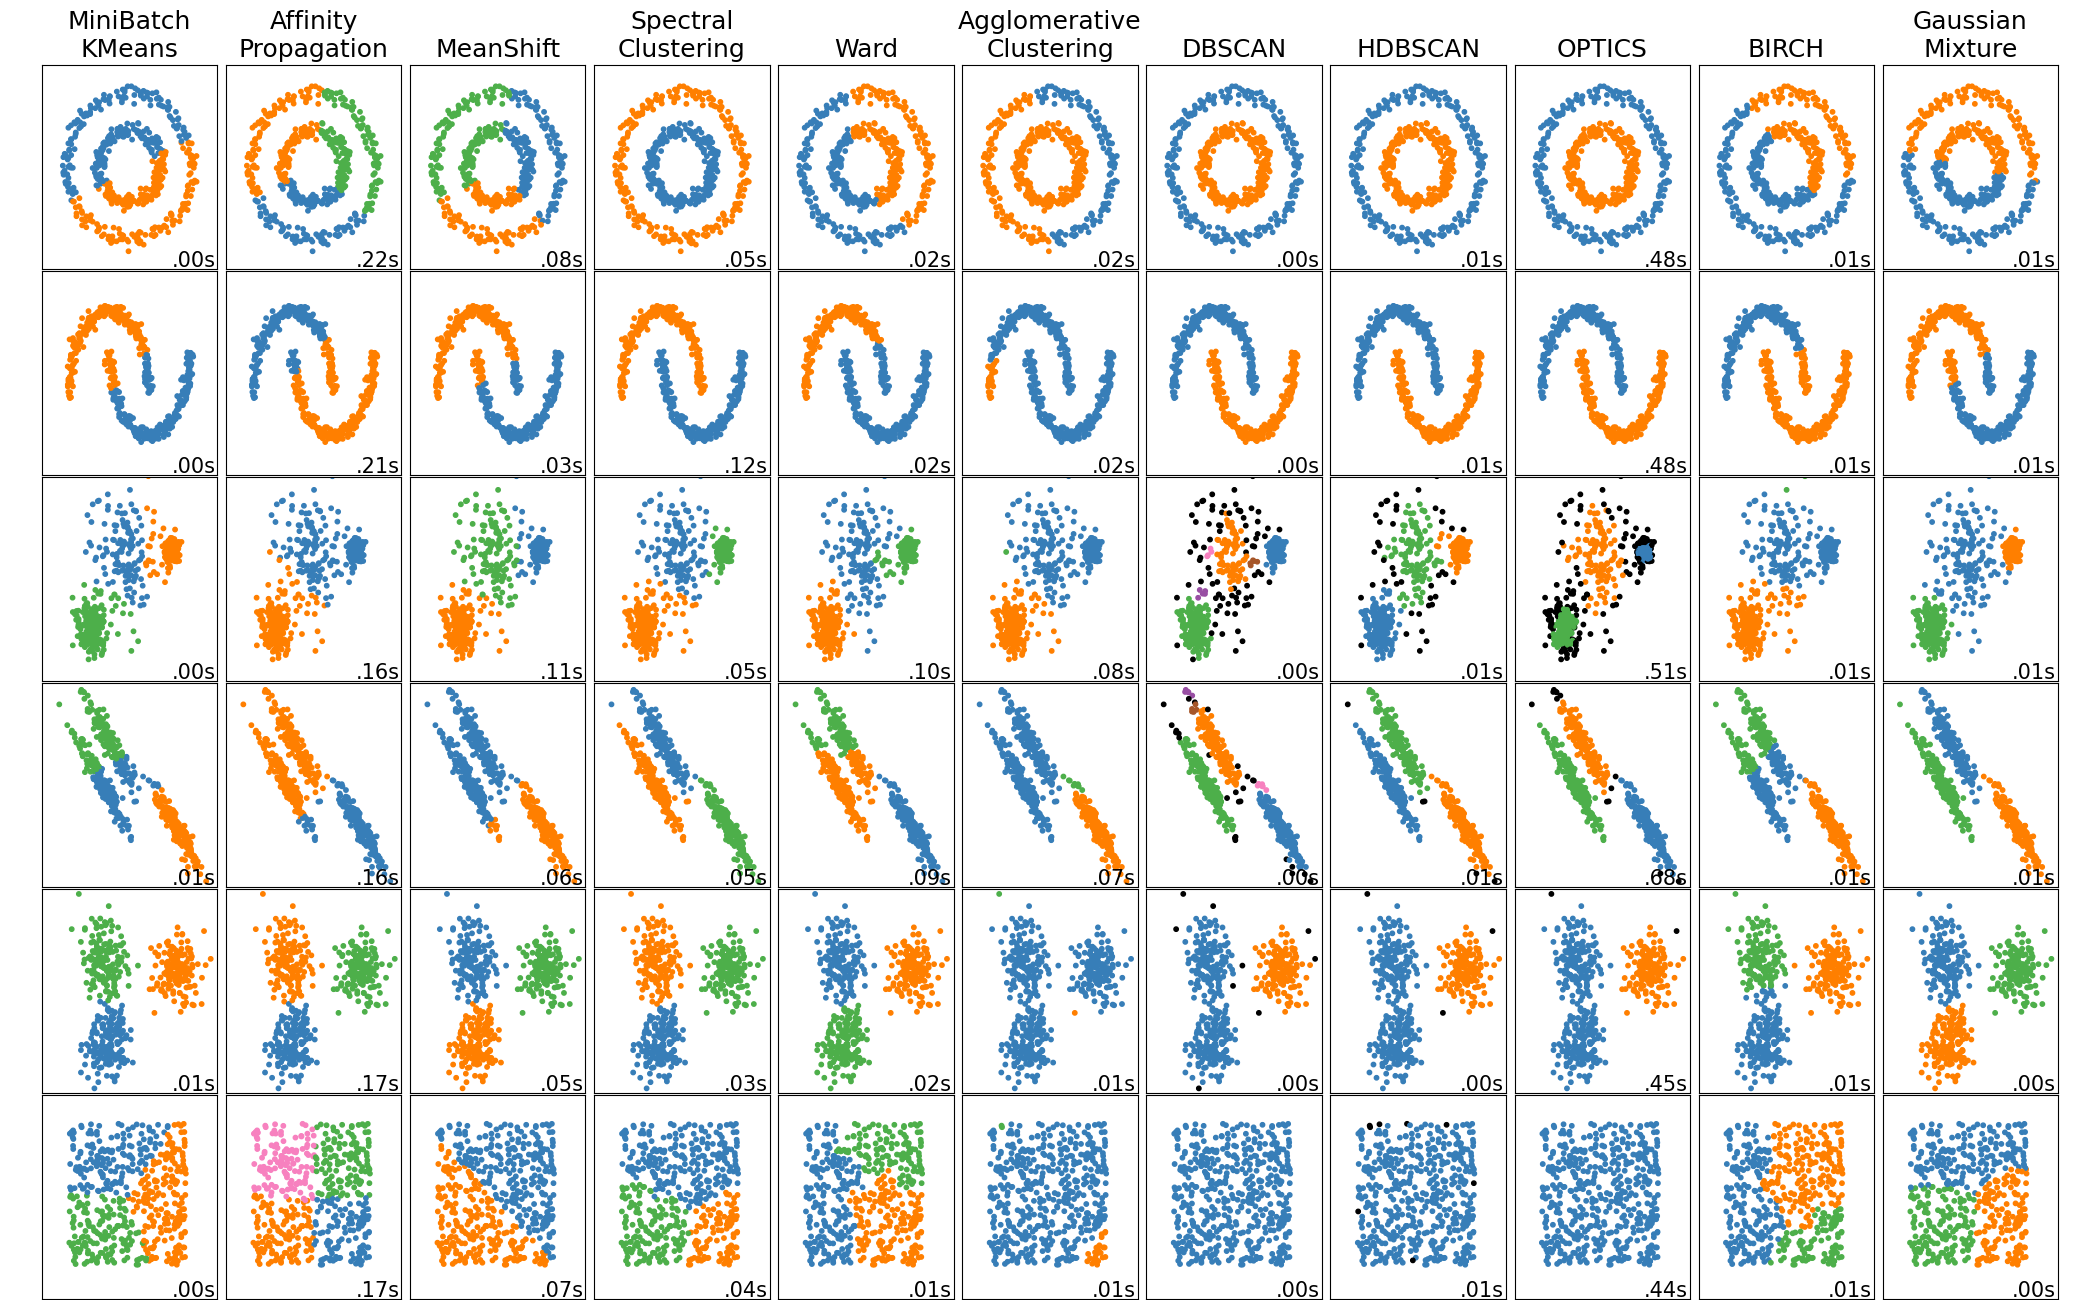 MiniBatch
KMeans
Affinity
Propagation
MeanShift
Spectral
Clustering
Ward
Agglomerative
Clustering
DBSCAN
HDBSCAN
OPTICS
BIRCH
Gaussian
Mixture
.00s
.22s
.08s
.05s
.02s
.02s
.00s
.01s
.48s
.01s
.01s
.00s
.21s
.03s
.12s
.02s
.02s
.00s
.01s
.48s
.01s
.01s
.00s
.16s
.11s
.05s
.10s
.08s
.00s
.01s
.51s
.01s
.01s
.01s
.16s
.06s
.05s
.09s
.07s
.00s
.01s
.68s
.01s
.01s
.01s
.17s
.05s
.03s
.02s
.01s
.00s
.00s
.45s
.01s
.00s
.00s
.17s
.07s
.04s
.01s
.01s
.00s
.01s
.44s
.01s
.00s